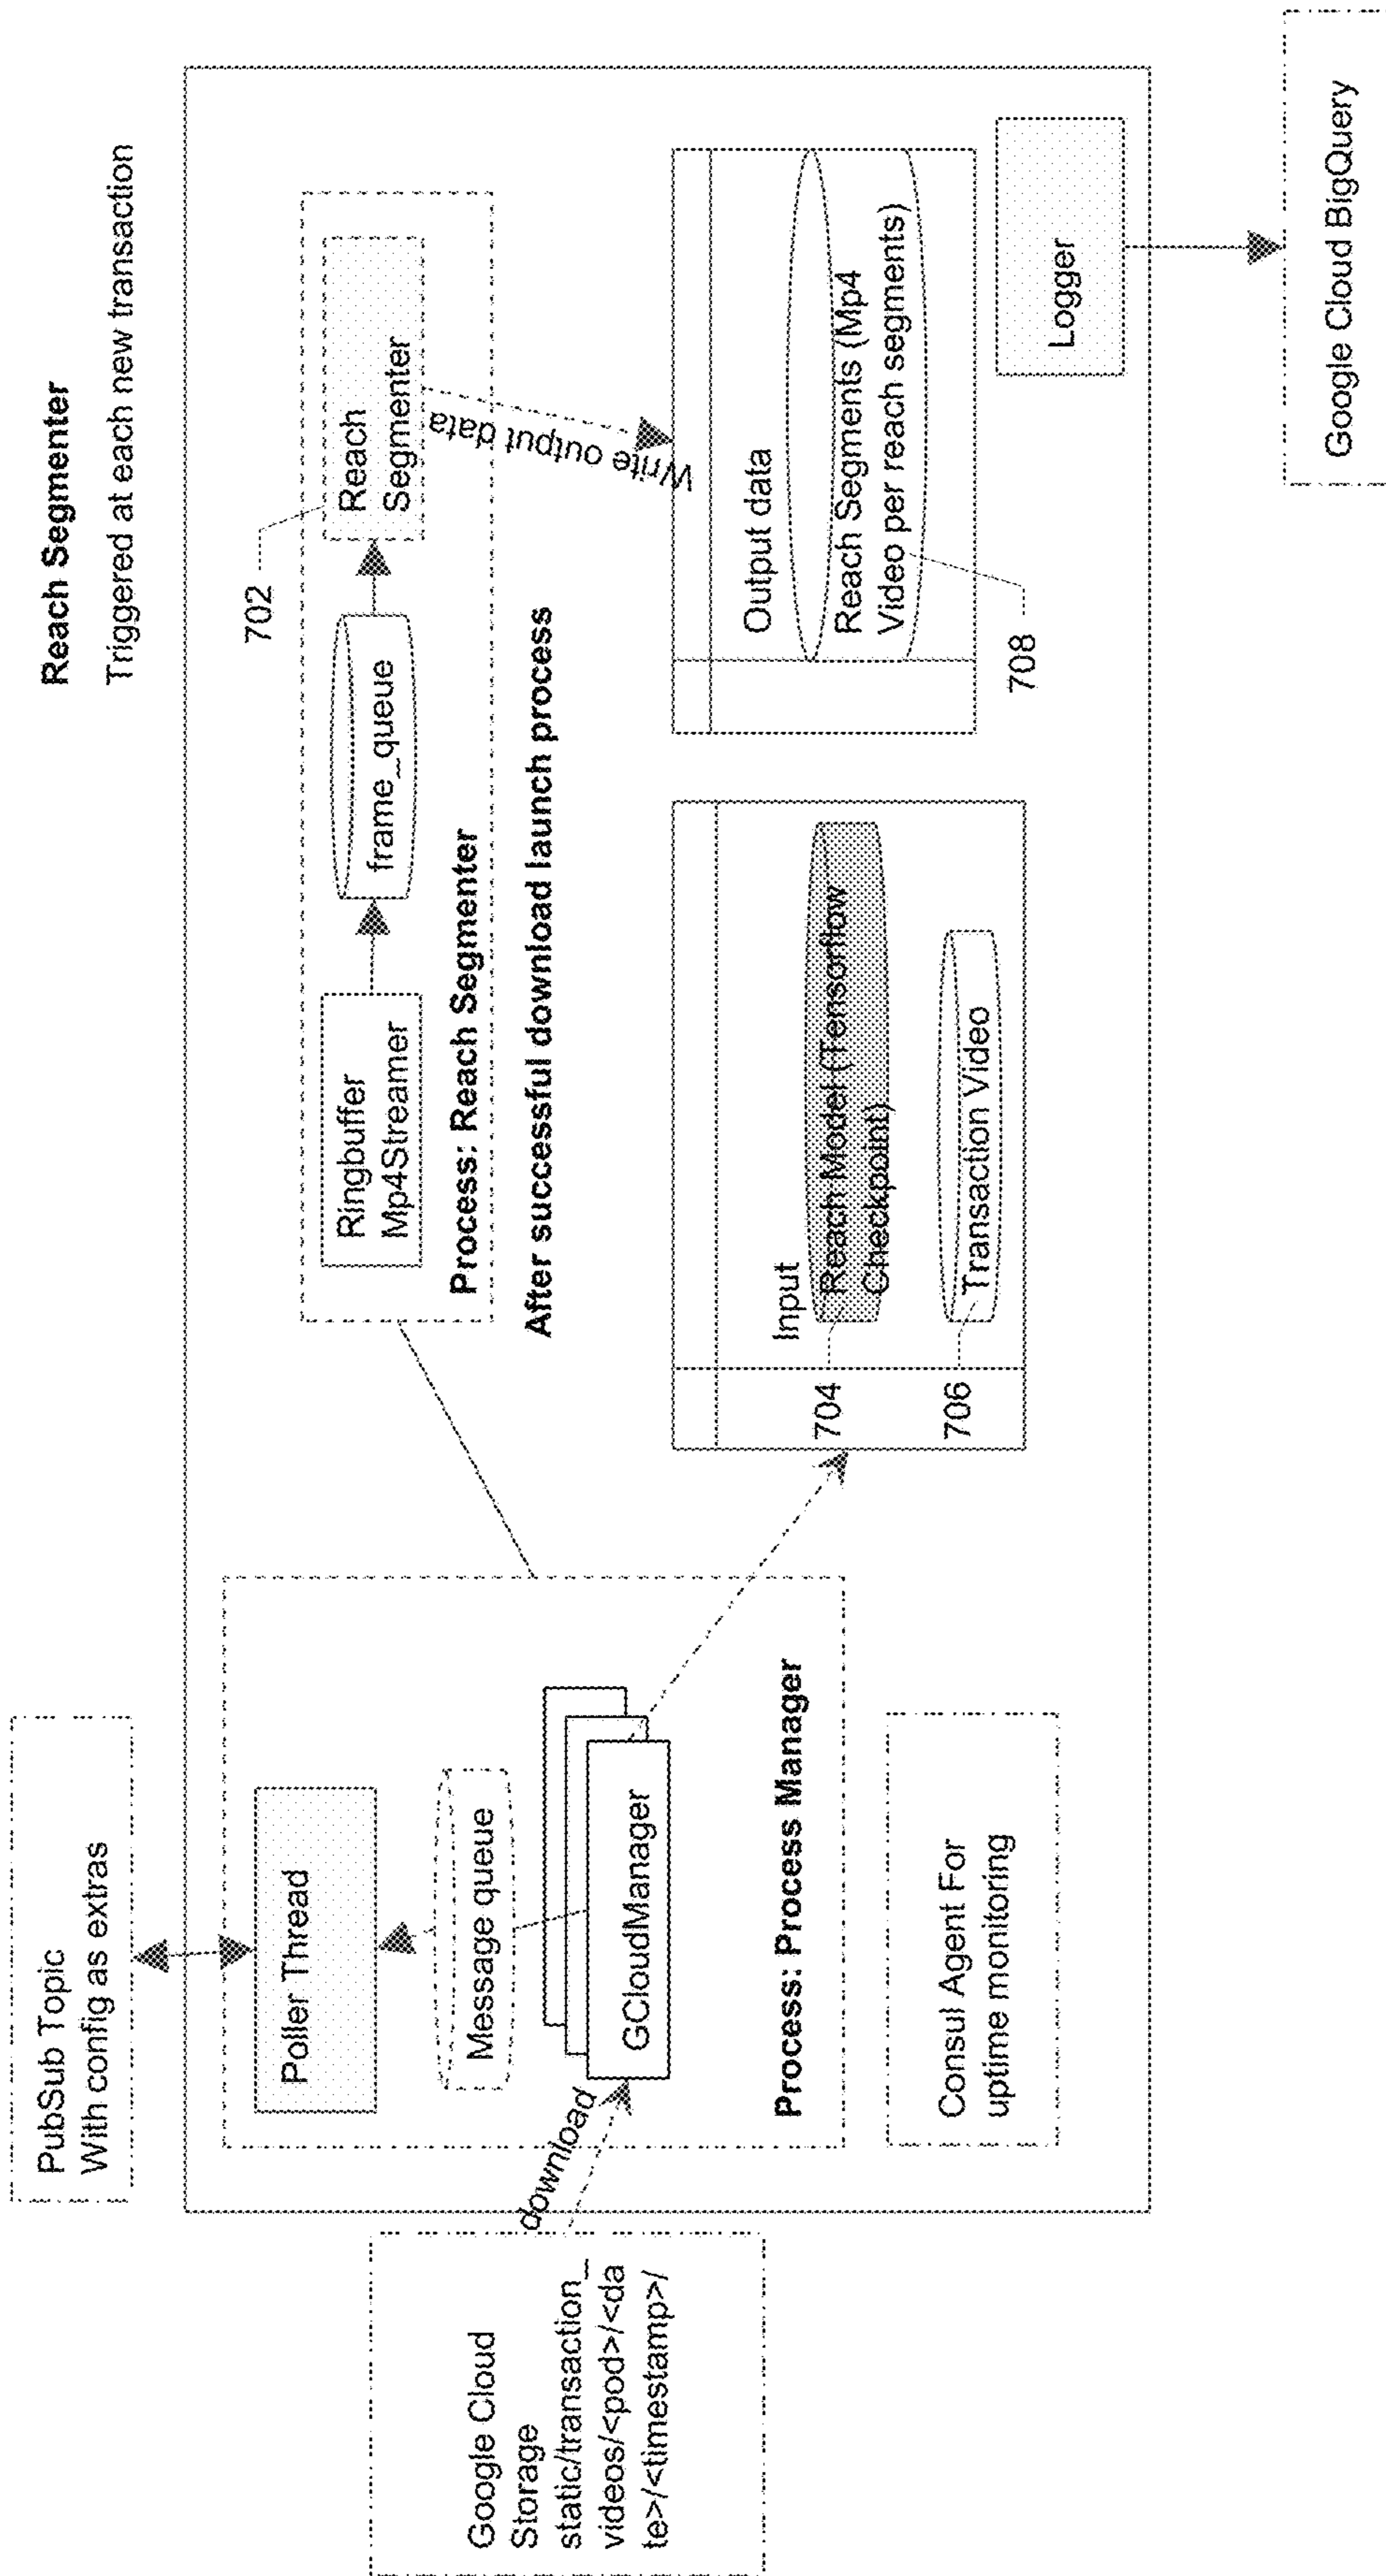 Reach Segmenter
Triggered at each new transaction
PubSub Topic
With config as extras
Poller Thread
Message queue
GCloudManager
Process: Process Manager
Consul Agent For
uptime monitoring
Google Cloud
Storage
static/transaction_
videos/<pod>/<da
te>/<timestamp>/
download
Ringbuffer
Mp4Streamer
frame_queue
702
Reach
Segmenter
Process: Reach Segmenter
After successful download launch process
Write output data
Input
704
Reach Model (Tensorflow
Checkpoint)
706
Transaction Video
Output data
Reach Segments (Mp4
Video per reach segments)
708
Logger
Google Cloud BigQuery